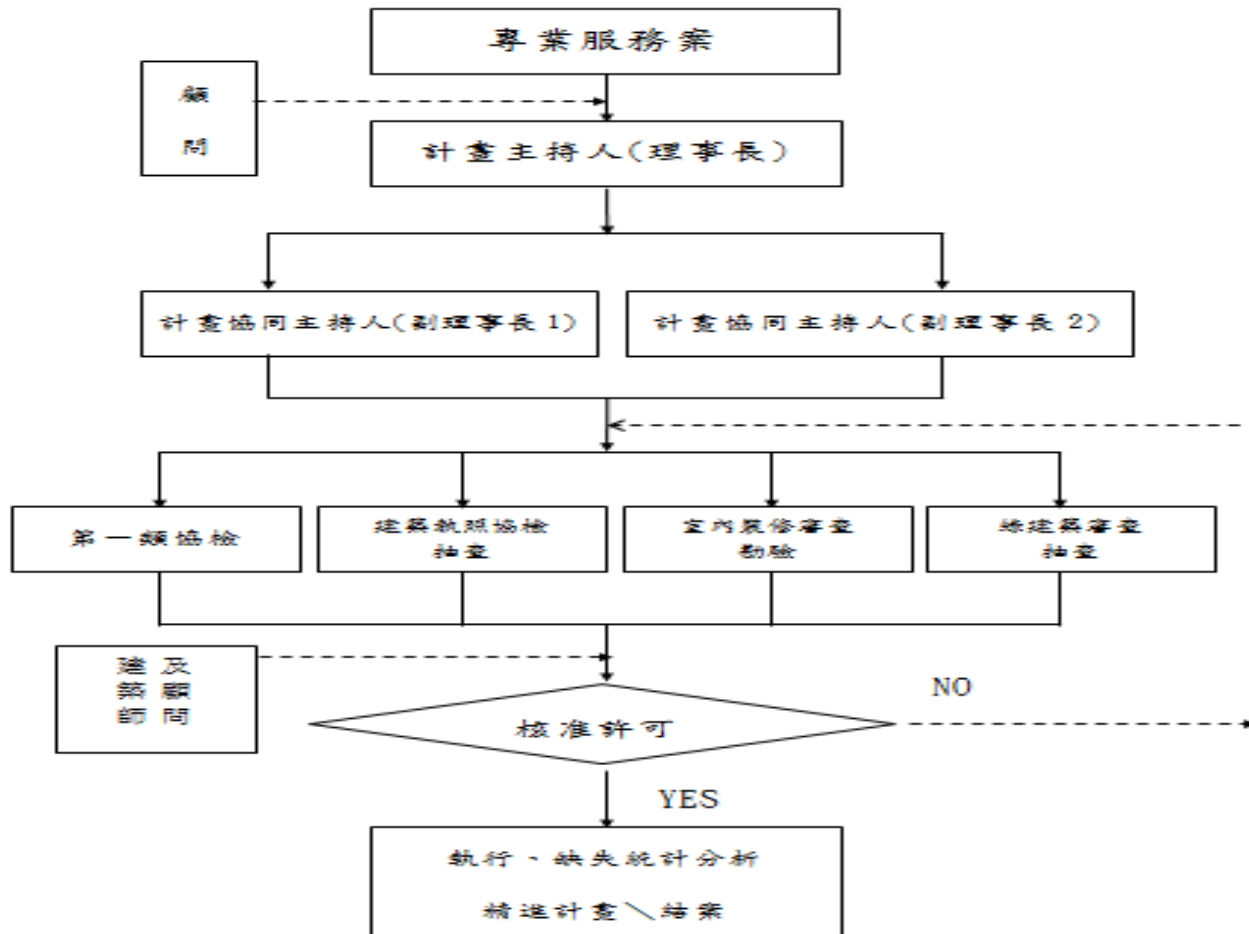 專業服務案
顧
問
計畫主持人(理事長)
計畫協同主持人(副理事長1)
計畫協同主持人(副理事長2)
第一類協檢
建築執照協檢
抽查
室內裝修審查
勘驗
綠建築審查
抽查
建 及
築 顧
師 問
NO
核准許可
YES
執行、缺失統計分析
精進計畫＼結案